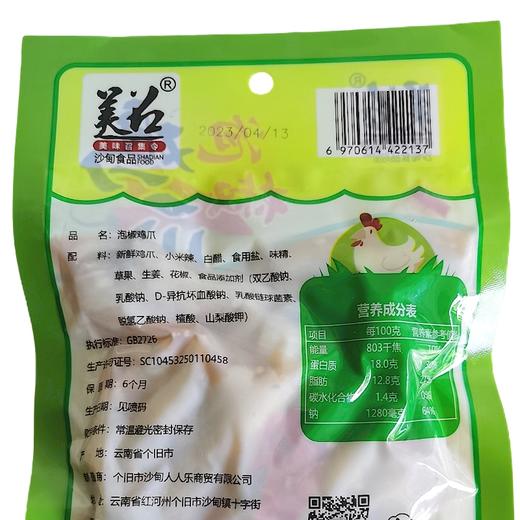 美召®
美味召集令
沙甸食品 SHADIAN FOOD
2023/04/13
6 970614 422137
品 名：泡椒鸡爪
配 料：新鲜鸡爪、小米辣、白醋、食用盐、味精、
草果、生姜、花椒、食品添加剂（双乙酸钠、
乳酸钠、D-异抗坏血酸钠、乳酸链球菌素、
脱氢乙酸钠、植酸、山梨酸钾）
执行标准：GB2726
生产许可证号：SC10453250110458
保 质 期：6个月
生产日期：见喷码
条件：常温避光密封保存
产 地：云南省个旧市
商：个旧市沙甸人人乐商贸有限公司
址：云南省红河州个旧市沙甸镇十字街
营养成分表
项目 每100克 营养素参考值
能量 803千焦
蛋白质 18.0克
脂肪 12.8克
碳水化合物 1.4克
钠 1280毫克 64%